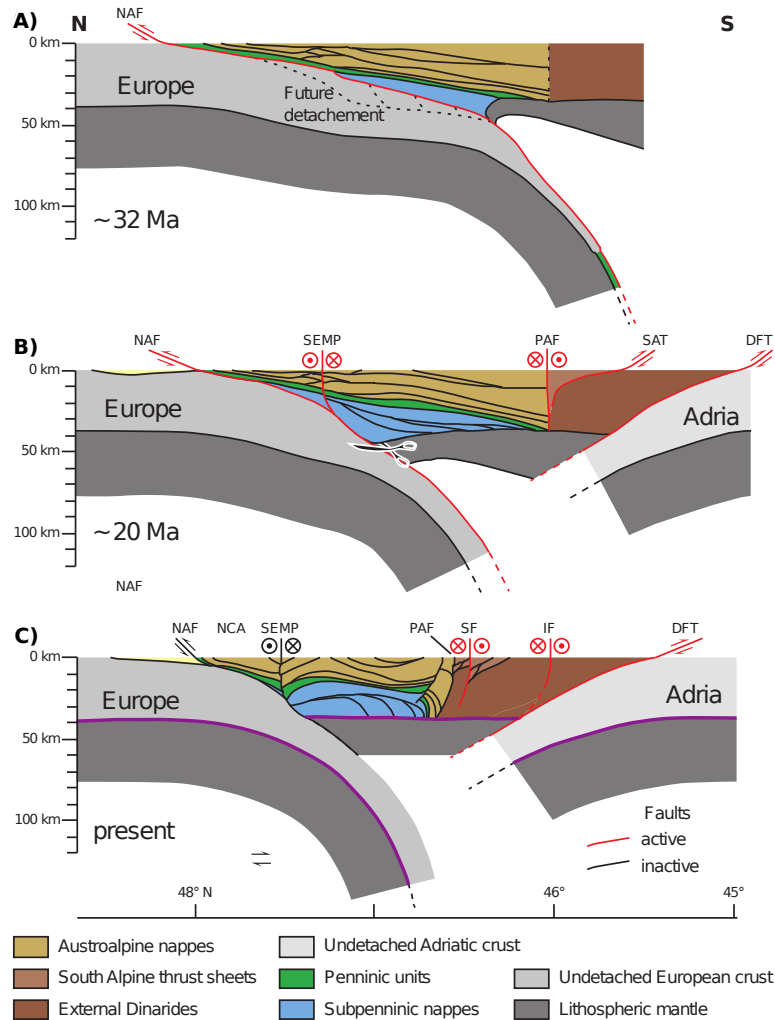 A) N S
NAF
0 km
Europe
Future
detachement
50 km
100 km
~32 Ma
B)
NAF SEMP PAF SAT DFT
0 km
Europe
Adria
50 km
100 km
~20 Ma
NAF
C)
NAF NCA SEMP PAF SF IF DFT
0 km
Europe
Adria
50 km
100 km
present
Faults
active
inactive
48° N 46° 45°
Austroalpine nappes
Undetached Adriatic crust
South Alpine thrust sheets
Penninic units
Undetached European crust
External Dinarides
Subpenninic nappes
Lithospheric mantle